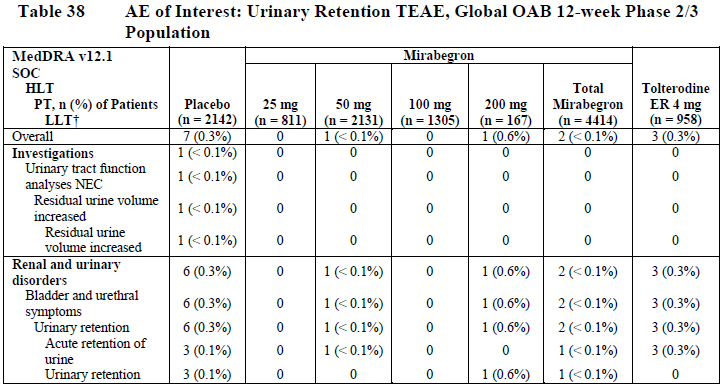 Table 38 AE of Interest: Urinary Retention TEAE, Global OAB 12-week Phase 2/3
Population
MedDRA v12.1 Mirabegron
SOC
HLT
PT, n (%) of Patients
LLT†
Placebo
(n = 2142)
25 mg
(n = 811)
50 mg
(n = 2131)
100 mg
(n = 1305)
200 mg
(n = 167)
Total
Mirabegron
(n = 4414)
Tolterodine
ER 4 mg
(n = 958)
Overall 7 (0.3%) 0 1 (< 0.1%) 0 1 (0.6%) 2 (< 0.1%) 3 (0.3%)
Investigations 1 (< 0.1%) 0 0 0 0 0 0
Urinary tract function
analyses NEC 1 (< 0.1%) 0 0 0 0 0 0
Residual urine volume
increased 1 (< 0.1%) 0 0 0 0 0 0
Residual urine
volume increased 1 (< 0.1%) 0 0 0 0 0 0
Renal and urinary
disorders 6 (0.3%) 0 1 (< 0.1%) 0 1 (0.6%) 2 (< 0.1%) 3 (0.3%)
Bladder and urethral
symptoms 6 (0.3%) 0 1 (< 0.1%) 0 1 (0.6%) 2 (< 0.1%) 3 (0.3%)
Urinary retention 6 (0.3%) 0 1 (< 0.1%) 0 1 (0.6%) 2 (< 0.1%) 3 (0.3%)
Acute retention of
urine 3 (0.1%) 0 1 (< 0.1%) 0 0 1 (< 0.1%) 3 (0.3%)
Urinary retention 3 (0.1%) 0 0 0 1 (0.6%) 1 (< 0.1%) 0